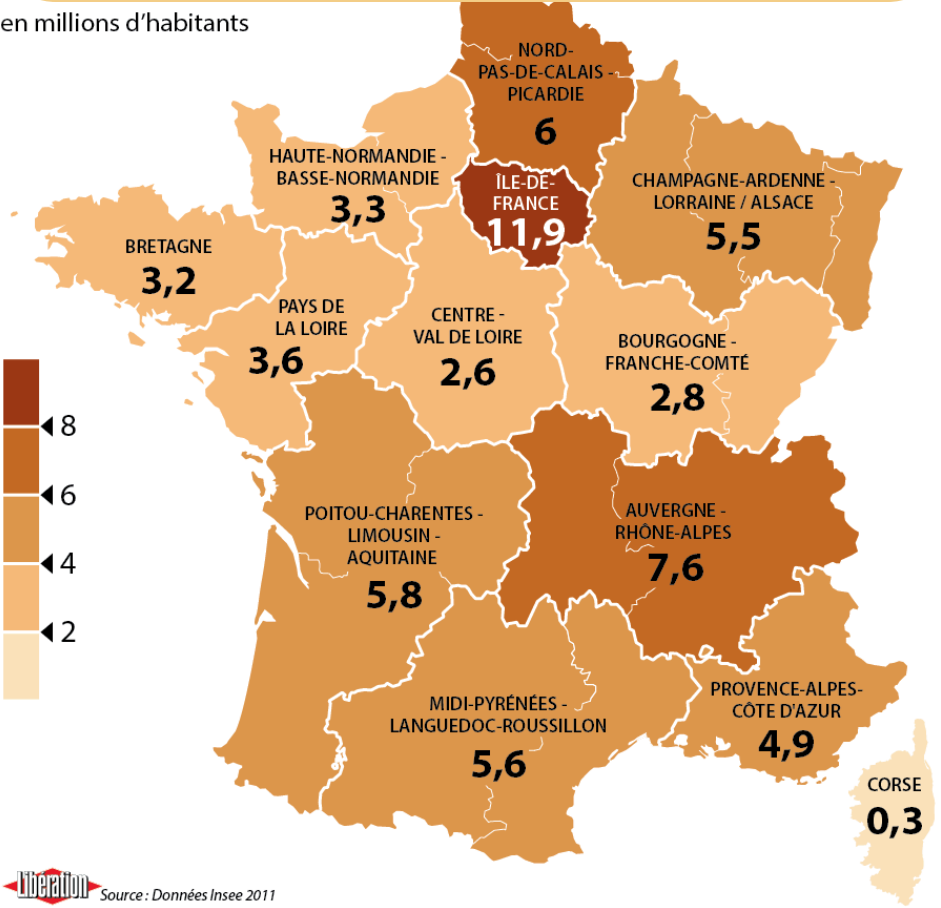 en millions d'habitants
NORD-
PAS-DE-CALAIS -
PICARDIE
6
HAUTE-NORMANDIE -
BASSE-NORMANDIE
3,3
ÎLE-DE-
FRANCE
11,9
CHAMPAGNE-ARDENNE -
LORRAINE / ALSACE
5,5
BRETAGNE
3,2
PAYS DE
LA LOIRE
3,6
CENTRE -
VAL DE LOIRE
2,6
BOURGOGNE -
FRANCHE-COMTÉ
2,8
8
6
4
2
POITOU-CHARENTES -
LIMOUSIN -
AQUITAINE
5,8
AUVERGNE -
RHÔNE-ALPES
7,6
MIDI-PYRÉNÉES -
LANGUEDOC-ROUSSILLON
5,6
PROVENCE-ALPES-
CÔTE D'AZUR
4,9
CORSE
0,3
Libération
Source : Données Insee 2011